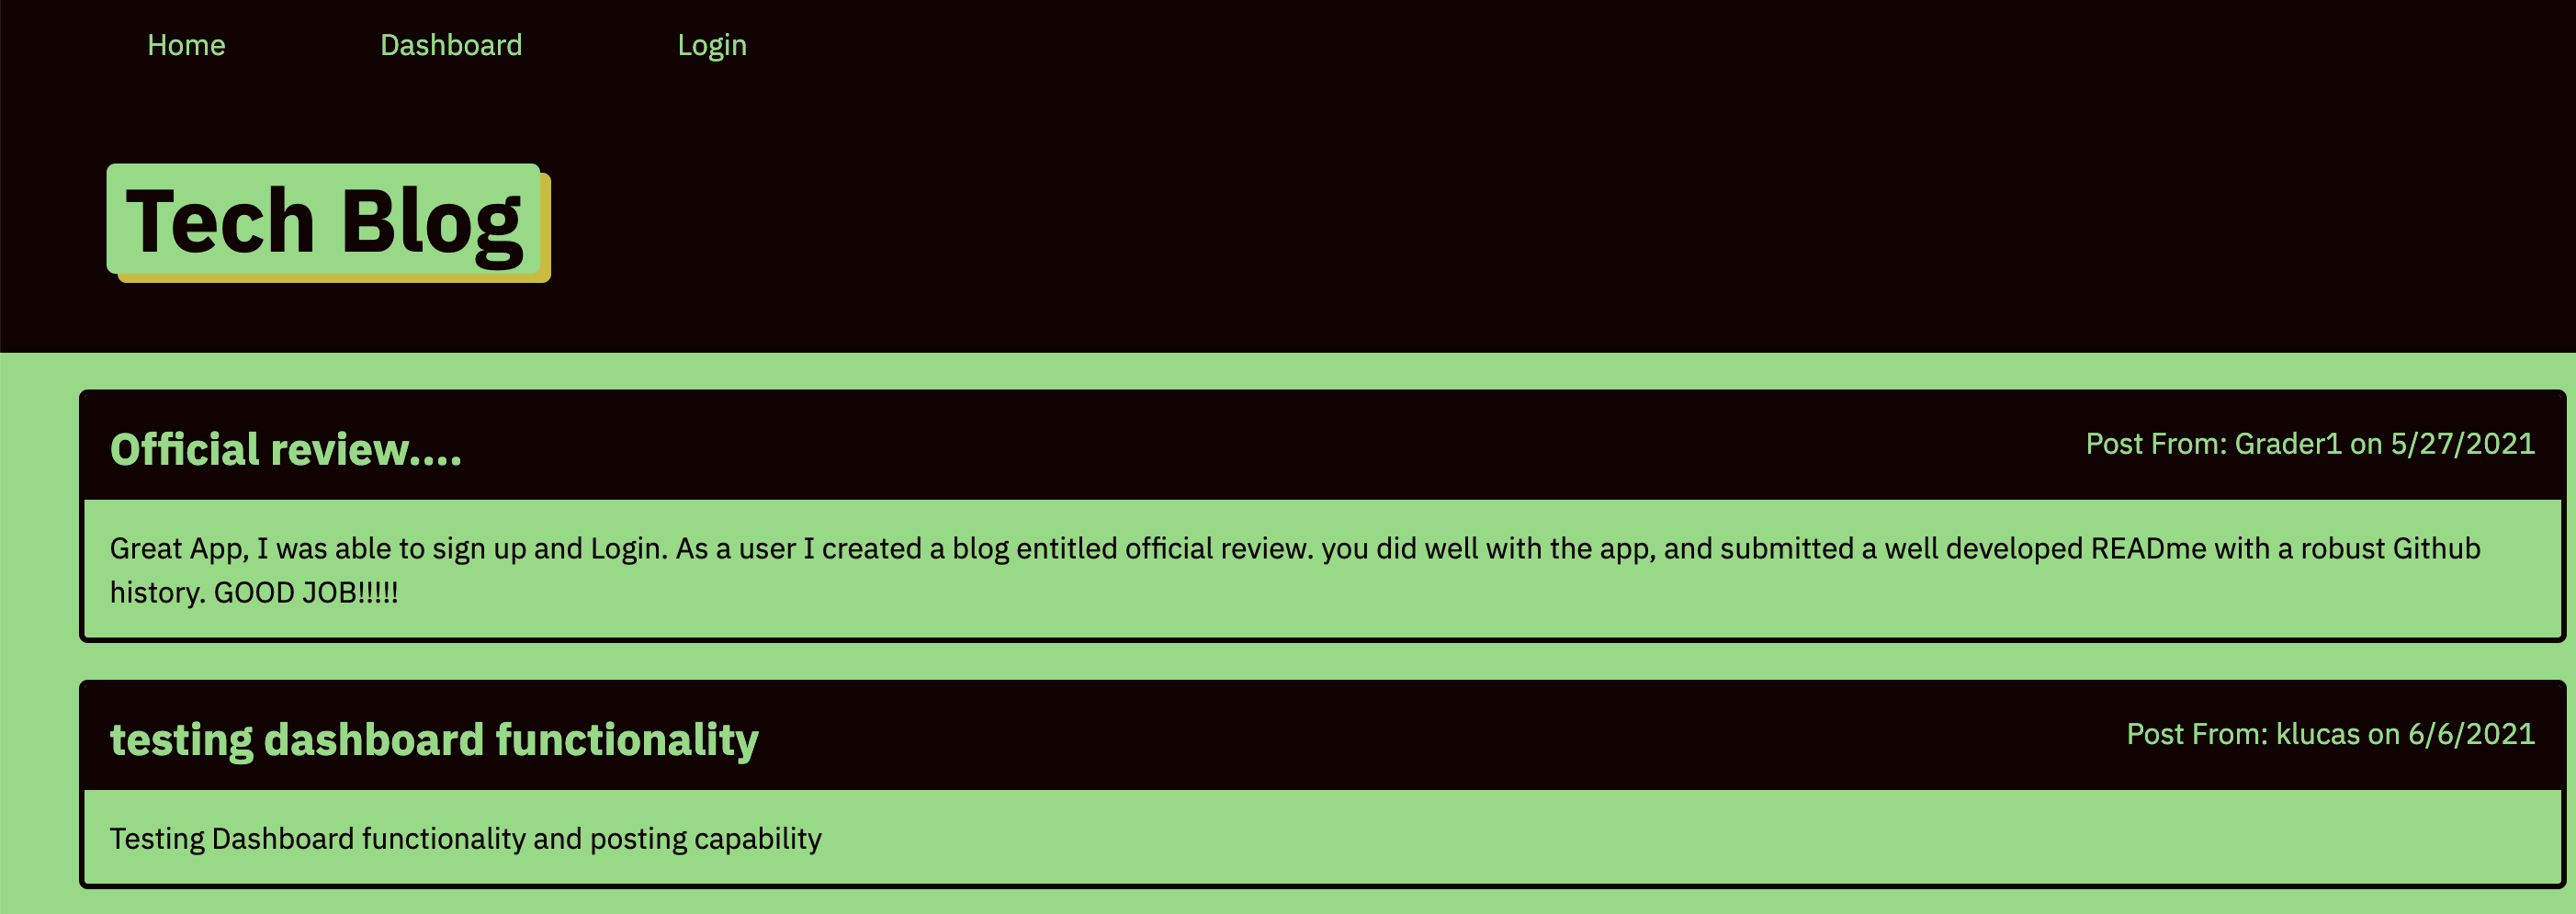 Home Dashboard Login
Tech Blog
Official review....
Post From: Grader1 on 5/27/2021
Great App, I was able to sign up and Login. As a user I created a blog entitled official review. you did well with the app, and submitted a well developed READme with a robust Github
history. GOOD JOB!!!!!
testing dashboard functionality
Post From: klucas on 6/6/2021
Testing Dashboard functionality and posting capability